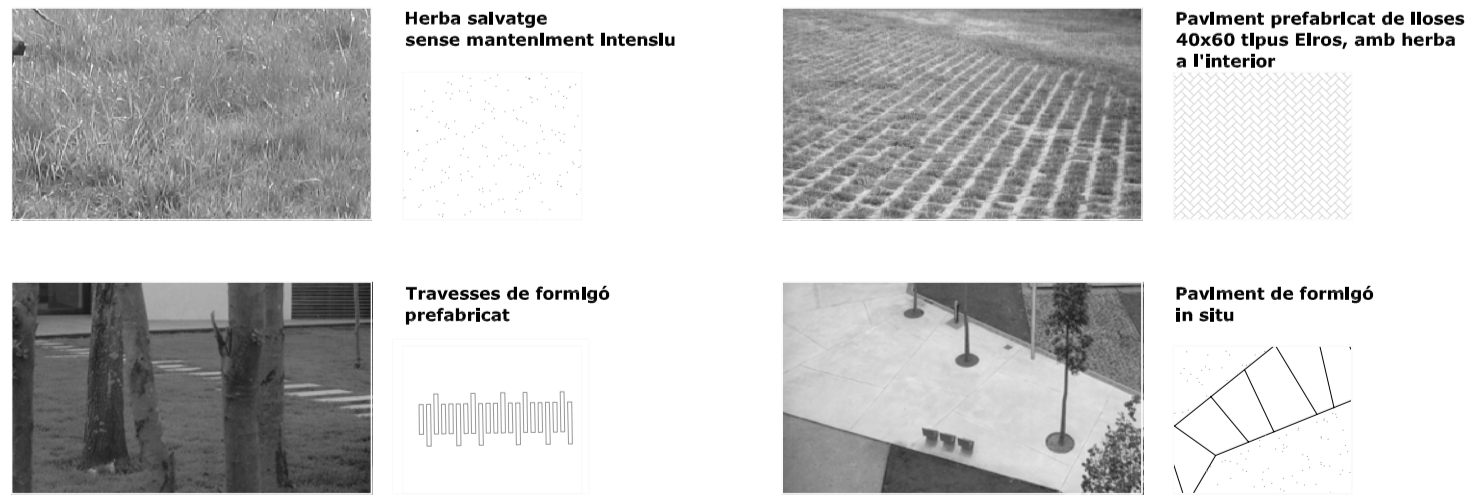 Herba salvatge
sense manteniment intensiu
Paviment prefabricat de lloses
40x60 tipus Eiros, amb herba
a l'interior
Travesses de formigó
prefabricat
Paviment de formigó
in situ